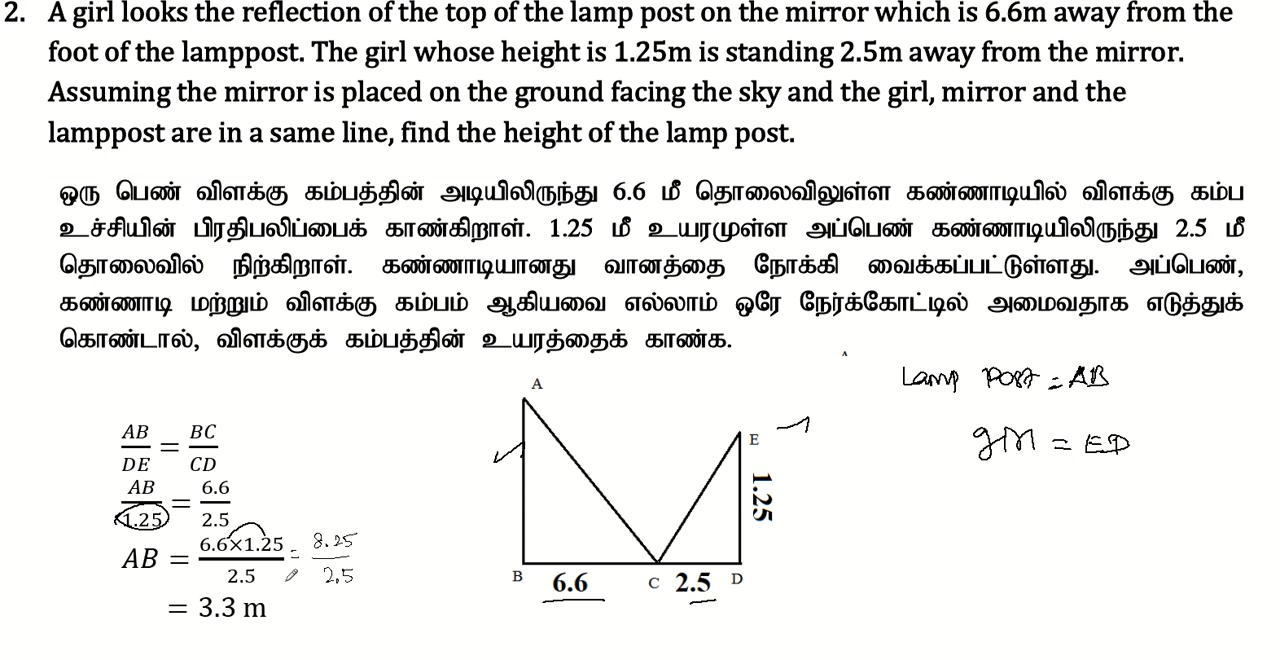 2. A girl looks the reflection of the top of the lamp post on the mirror which is 6.6m away from the
foot of the lamppost. The girl whose height is 1.25m is standing 2.5m away from the mirror.
Assuming the mirror is placed on the ground facing the sky and the girl, mirror and the
lamppost are in a same line, find the height of the lamp post.
ஒரு பெண் விளக்கு கம்பத்தின் அடியிலிருந்து 6.6 மீ தொலைவிலுள்ள கண்ணாடியில் விளக்கு கம்ப
உச்சியின் பிரதிபலிப்பைக் காண்கிறாள். 1.25 மீ உயரமுள்ள அப்பெண் கண்ணாடியிலிருந்து 2.5 மீ
தொலைவில் நிற்கிறாள். கண்ணாடியானது வானத்தை நோக்கி வைக்கப்பட்டுள்ளது. அப்பெண்,
கண்ணாடி மற்றும் விளக்கு கம்பம் ஆகியவை எல்லாம் ஒரே நேர்க்கோட்டில் அமைவதாக எடுத்துக்
கொண்டால், விளக்குக் கம்பத்தின் உயரத்தைக் காண்க.
AB/DE = BC/CD
AB/1.25 = 6.6/2.5
AB = 6.6×1.25/2.5 = 8.25/2.5
= 3.3 m
A
E
1.25
B 6.6 C 2.5 D
Lamp Post = AB
= ED